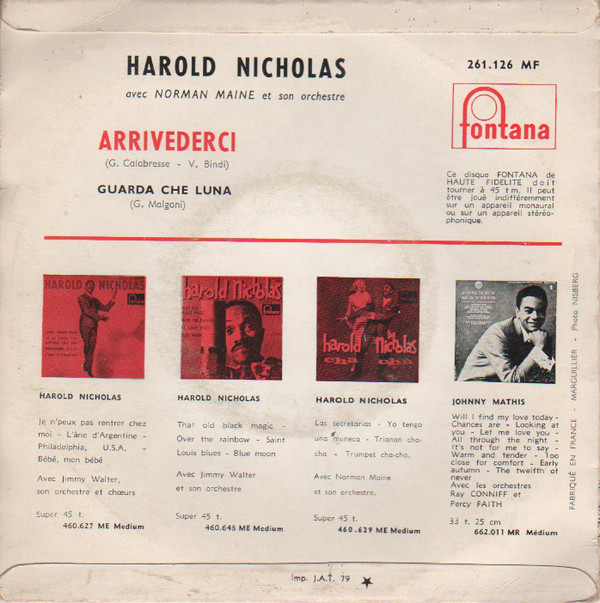 HAROLD NICHOLAS
261.126 MF
avec NORMAN MAINE et son orchestre
fontana
ARRIVEDERCI
(G. Calabresse - V. Bindi)
GUARDA CHE LUNA
(G. Malgoni)
Ce disque FONTANA de
HAUTE FIDELITE doit
tourner à 45 t m. Il peut
être joué indifféremment
sur un appareil monaural
ou sur un appareil stéréo-
phonique.
HAROLD NICHOLAS
harold nicholas
harold nicholas
cha cha
JOHNNY
MATHIS
HAROLD NICHOLAS
Je n'peux pas rentrer chez
moi - L'âne d'Argentine -
Philadelphia, U.S.A. -
Bébé, mon bébé
Avec Jimmy Walter,
son orchestre et chœurs
Super 45 t.
460.627 ME Medium
HAROLD NICHOLAS
That old black magic -
Over the rainbow - Saint
Louis blues - Blue moon
Avec Jimmy Walter
et son orchestre
Super 45 t.
460.648 ME Medium
HAROLD NICHOLAS
Las secretarias - Yo tengo
una muneca - Trianon cha-
cha - Trumpet cha-cha.
Avec Norman Maine
et son orchestre.
Super 45 t.
460.629 ME Medium
JOHNNY MATHIS
Will I find my love today -
Chances are - Looking at
you - Let me love you -
All through the night -
It's not for me to say -
Warm and tender - Too
close for comfort - Early
autumn - The twelfth of
never
Avec les orchestres
Ray CONNIFF et
Percy FAITH
33 t. 25 cm
662.011 MR Médium
FABRIQUÉ EN FRANCE - MARGUILLIER • Photo NISBERG
Imp. J.A.T. 79